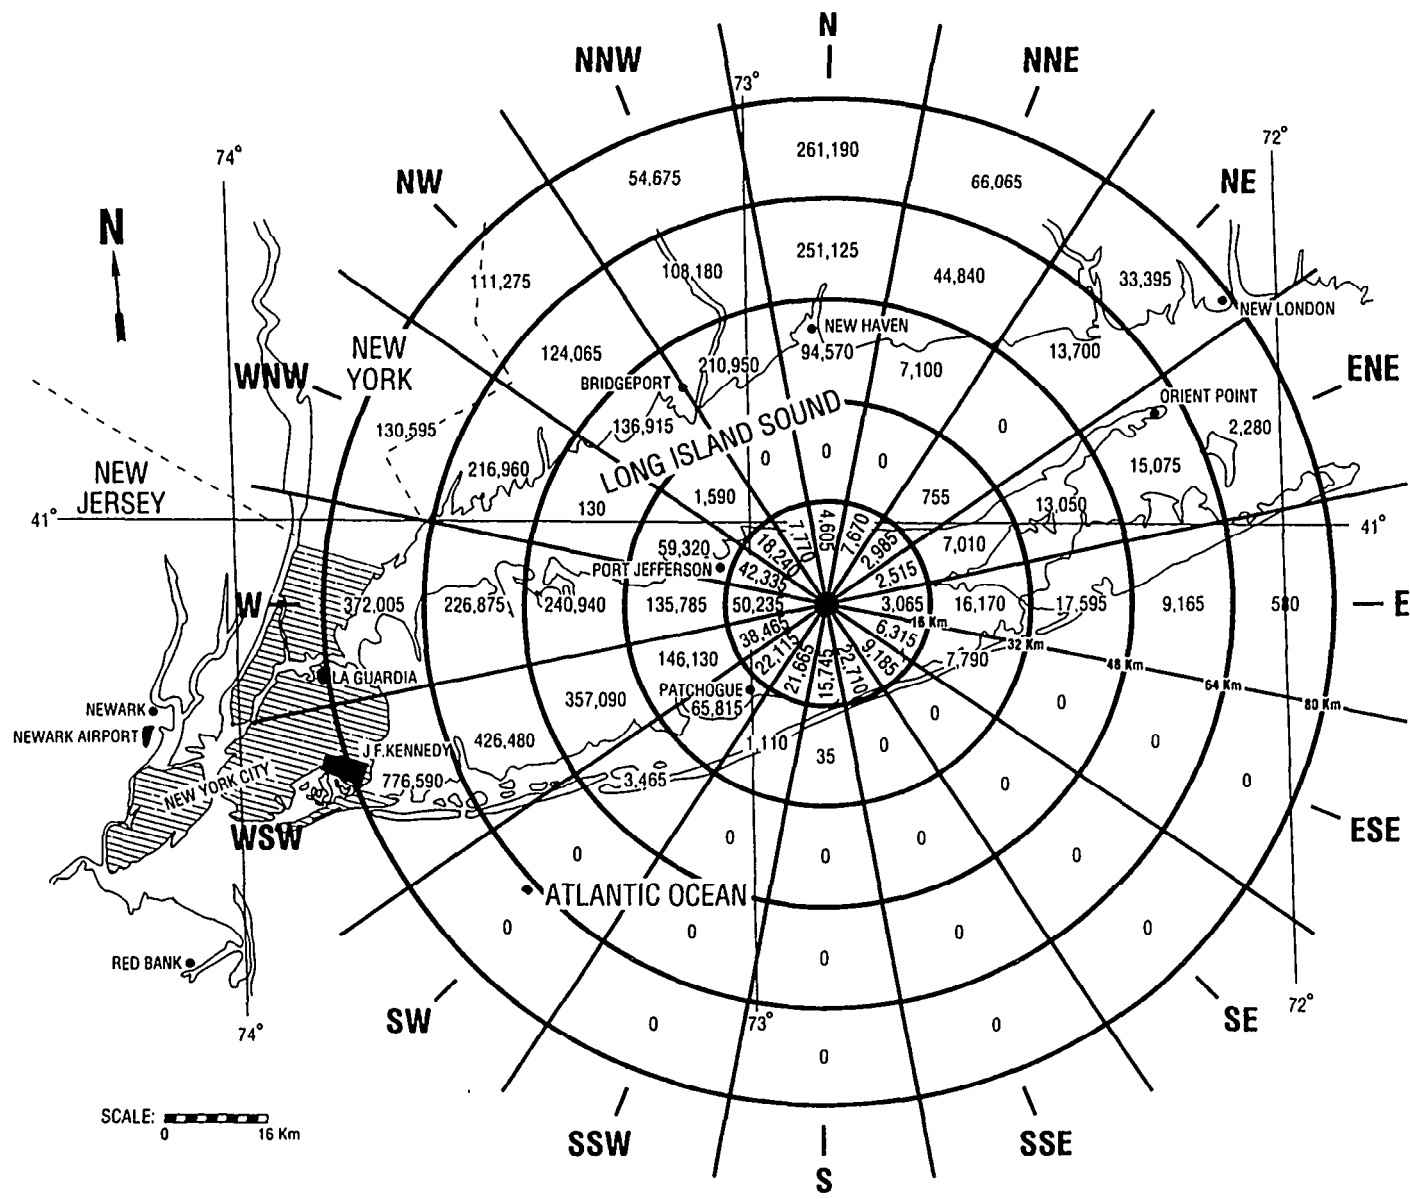 N
NNW
NNE
73°
72°
74°
261,190
54,675
66,065
NW
NE
N
251,125
108,180
44,840
111,275
33,395
NEW LONDON
NEW HAVEN
NEW
YORK
124,065
210,950
94,570
7,100
13,700
WNW
ENE
BRIDGEPORT
ORIENT POINT
136,915
LONG ISLAND SOUND
130,595
0
2,280
0
0
0
NEW
JERSEY
216,960
15,075
1,590
755
130
13,050
41°
41°
4,605
7,770
7,670
18,240
2,985
59,320
7,010
PORT JEFFERSON
42,335
2,515
W
372,005
226,875
240,940
135,785
50,235
3,065
16,170
17,595
9,165
580
E
16 Km
38,465
6,315
32 Km
146,130
22,115
9,185
7,790
48 Km
21,665
15,745
22,710
LA GUARDIA
64 Km
PATCHOGUE
65,815
357,090
0
0
80 Km
NEWARK
NEWARK AIRPORT
426,480
1,110
0
0
J.F. KENNEDY
35
NEW YORK CITY
776,590
3,465
0
0
WSW
ESE
0
0
0
0
0
ATLANTIC OCEAN
0
0
0
0
0
RED BANK
72°
74°
73°
SW
SE
0
0
0
SCALE:
0
16 Km
SSW
SSE
S